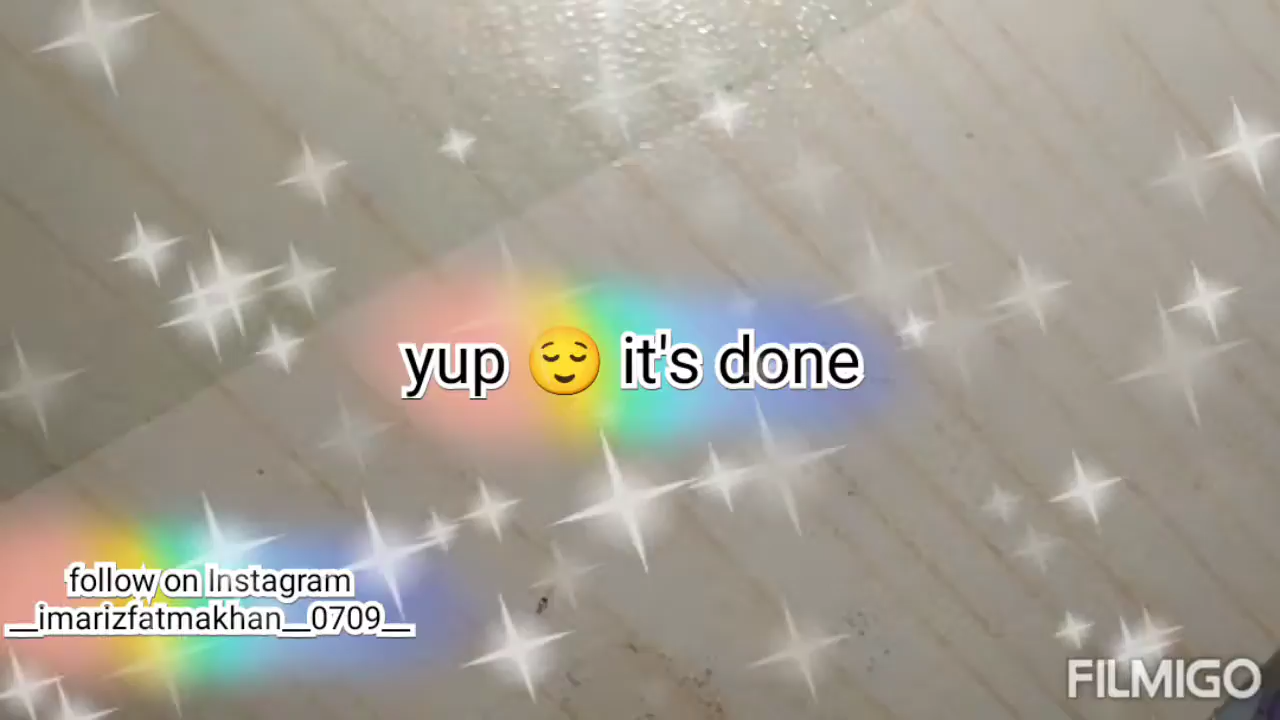 yup 😌 it's done
follow on Instagram
__imarizfatmakhan__0709__
FILMIGO